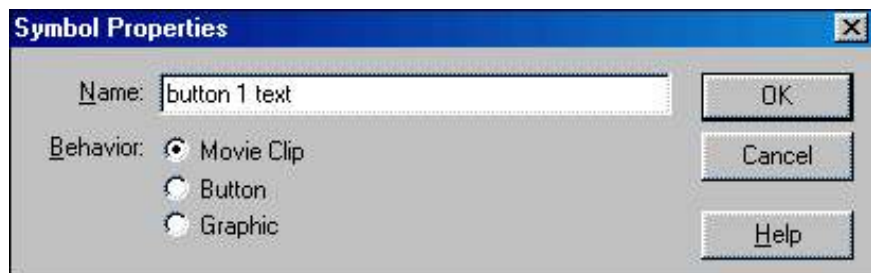 Symbol Properties
Name: button 1 text
OK
Behavior: Movie Clip
Cancel
Button
Graphic
Help